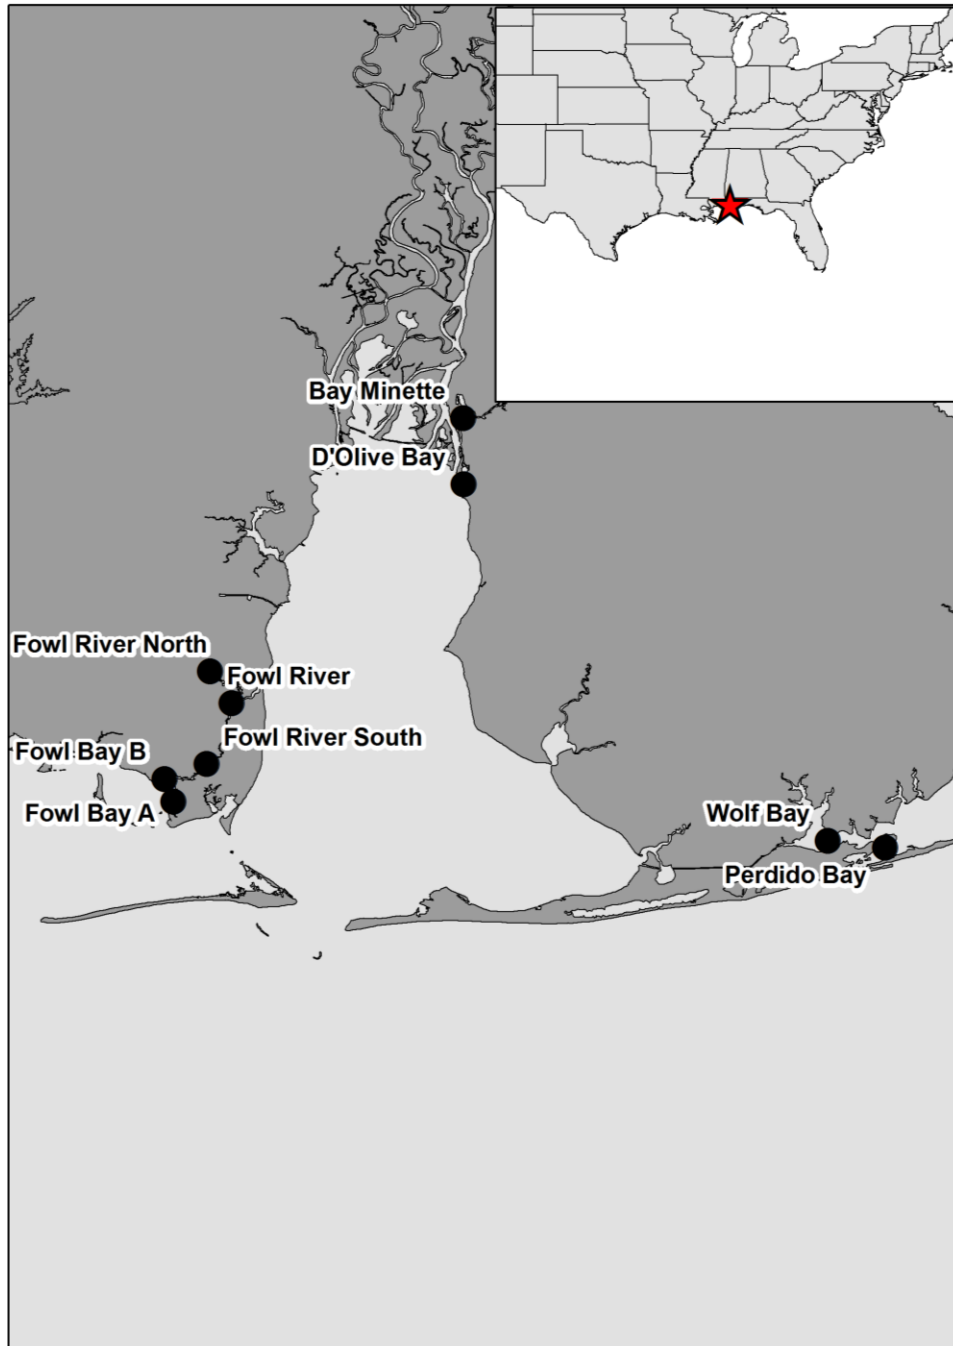 Bay Minette
D'Olive Bay
Fowl River North
Fowl River
Fowl River South
Fowl Bay B
Fowl Bay A
Wolf Bay
Perdido Bay